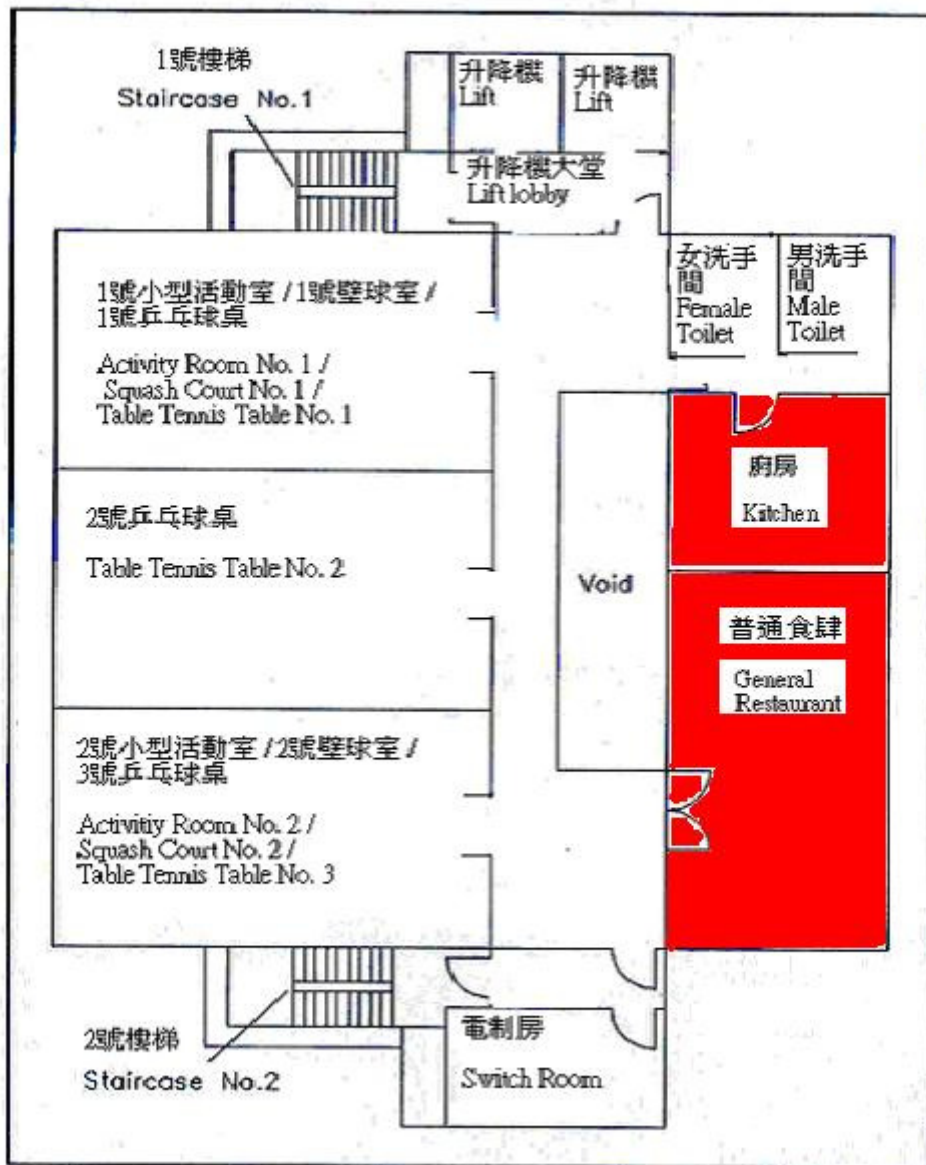 1號樓梯
Staircase No.1
升降機
Lift
升降機
Lift
升降機大堂
Lift lobby
女洗手
間
Female
Toilet
男洗手
間
Male
Toilet
1號小型活動室 / 1號壁球室 /
1號乒乓球桌
Activity Room No. 1 /
Squash Court No. 1 /
Table Tennis Table No. 1
廚房
Kitchen
2號乒乓球桌
Table Tennis Table No. 2
Void
普通食肆
General
Restaurant
2號小型活動室 / 2號壁球室 /
3號乒乓球桌
Activitiy Room No. 2 /
Squash Court No. 2 /
Table Tennis Table No. 3
2號樓梯
Staircase No.2
電制房
Switch Room